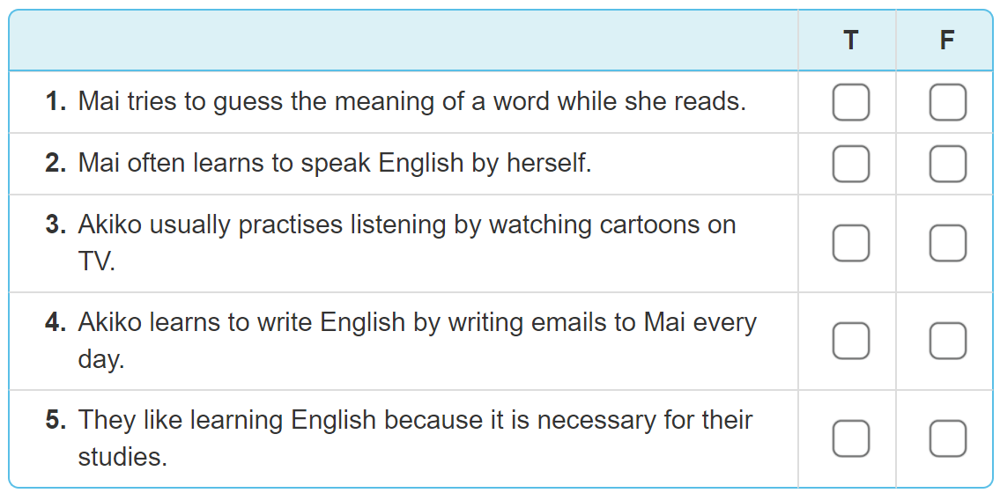 T F
1. Mai tries to guess the meaning of a word while she reads.
2. Mai often learns to speak English by herself.
3. Akiko usually practises listening by watching cartoons on
TV.
4. Akiko learns to write English by writing emails to Mai every
day.
5. They like learning English because it is necessary for their
studies.